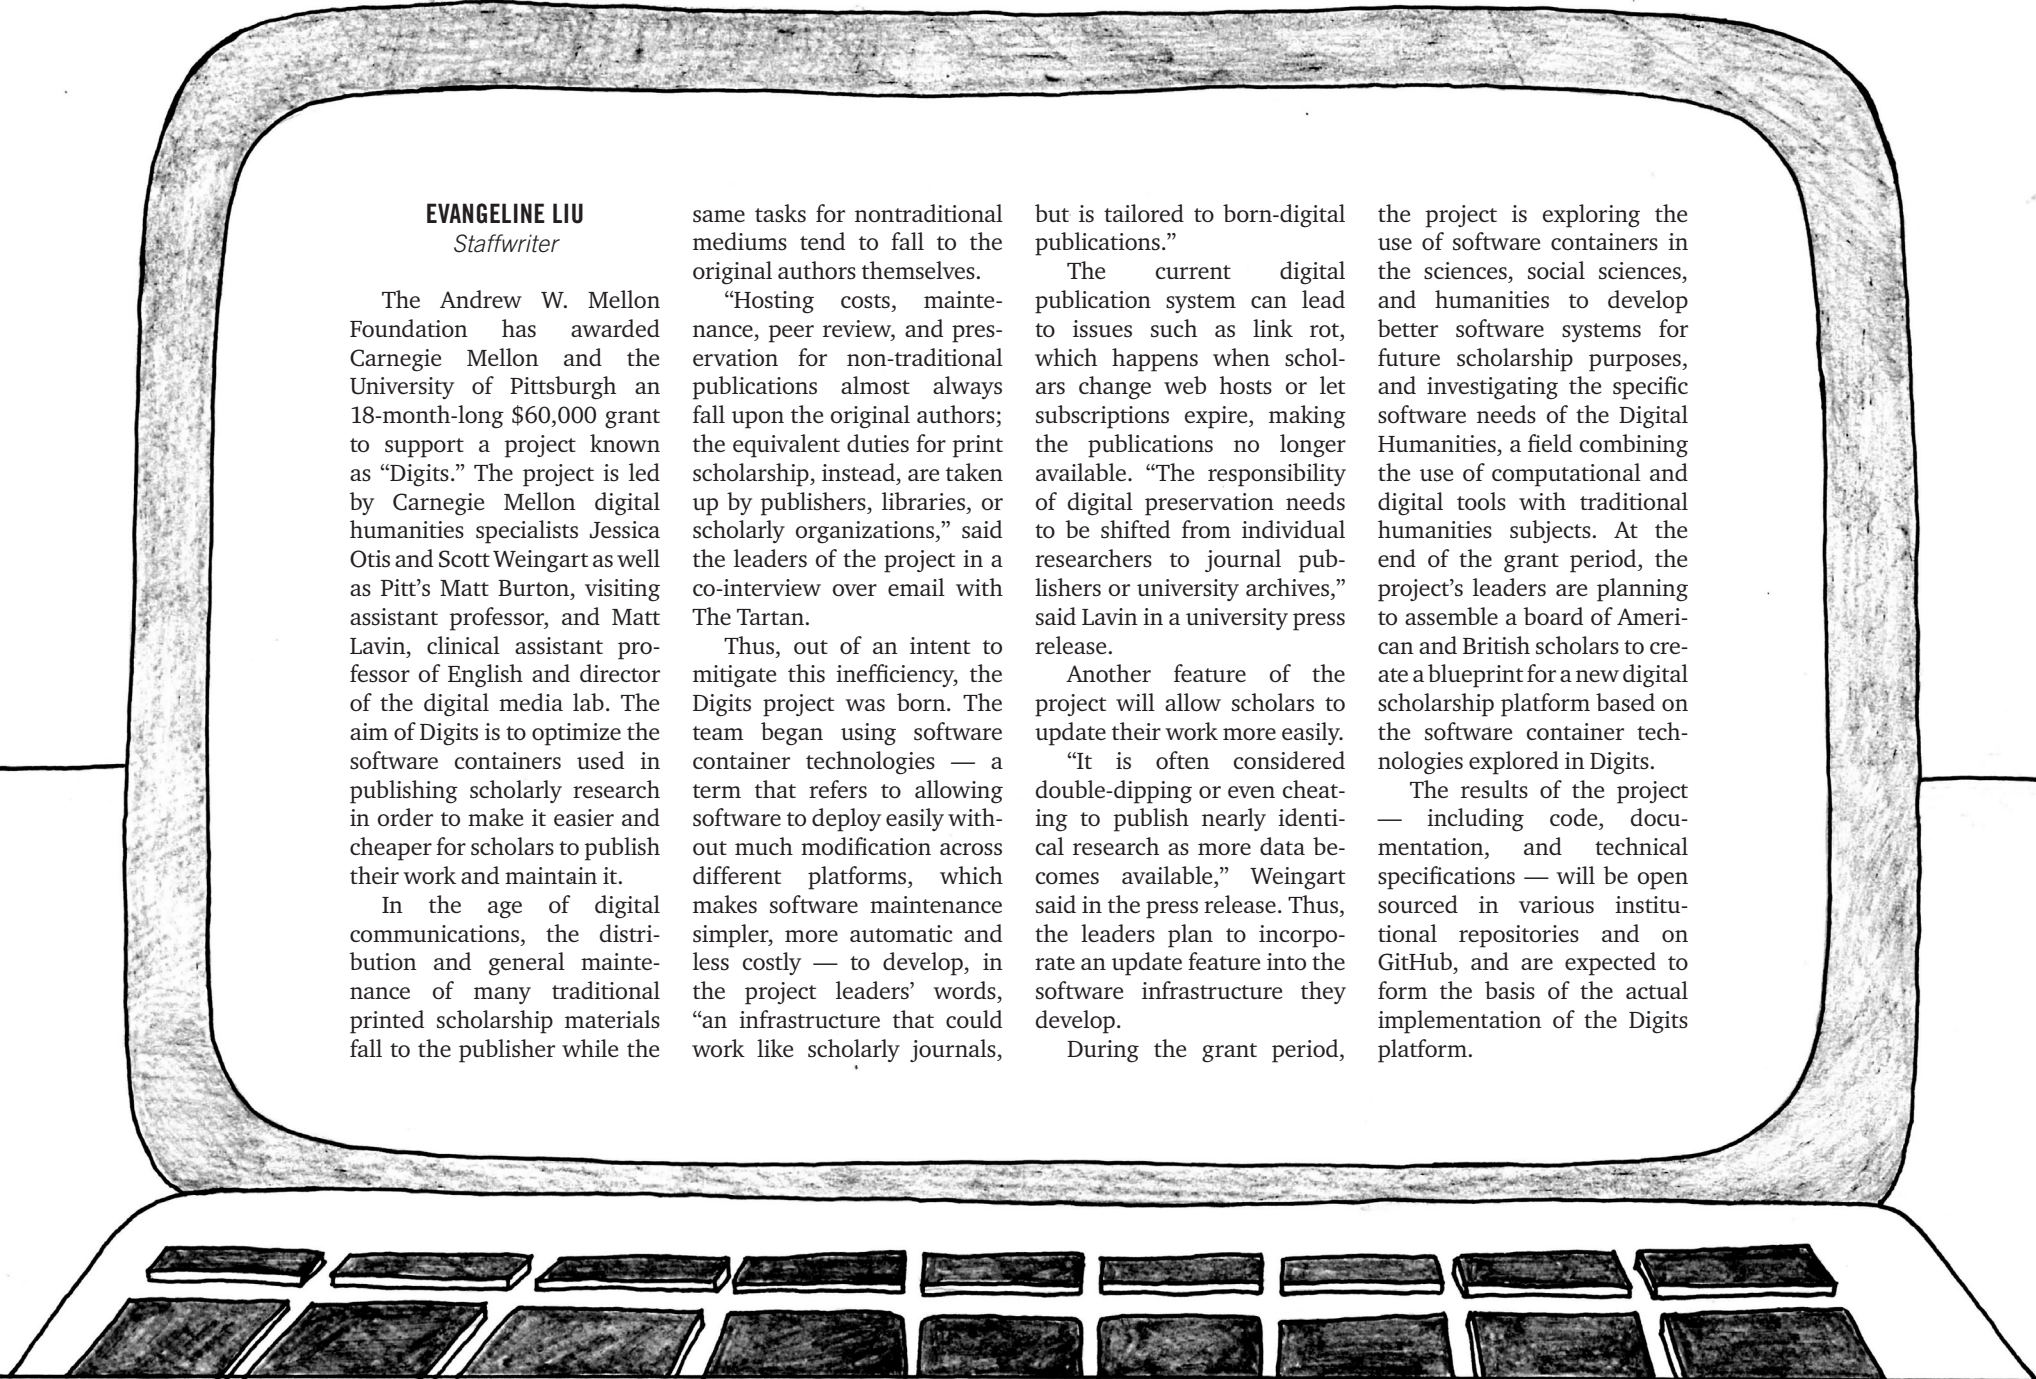 EVANGELINE LIU
Staffwriter
The Andrew W. Mellon
Foundation has awarded
Carnegie Mellon and the
University of Pittsburgh an
18-month-long $60,000 grant
to support a project known
as “Digits.” The project is led
by Carnegie Mellon digital
humanities specialists Jessica
Otis and Scott Weingart as well
as Pitt’s Matt Burton, visiting
assistant professor, and Matt
Lavin, clinical assistant pro-
fessor of English and director
of the digital media lab. The
aim of Digits is to optimize the
software containers used in
publishing scholarly research
in order to make it easier and
cheaper for scholars to publish
their work and maintain it.
In the age of digital
communications, the distri-
bution and general mainte-
nance of many traditional
printed scholarship materials
fall to the publisher while the
same tasks for nontraditional
mediums tend to fall to the
original authors themselves.
“Hosting costs, mainte-
nance, peer review, and pres-
ervation for non-traditional
publications almost always
fall upon the original authors;
the equivalent duties for print
scholarship, instead, are taken
up by publishers, libraries, or
scholarly organizations,” said
the leaders of the project in a
co-interview over email with
The Tartan.
Thus, out of an intent to
mitigate this inefficiency, the
Digits project was born. The
team began using software
container technologies — a
term that refers to allowing
software to deploy easily with-
out much modification across
different platforms, which
makes software maintenance
simpler, more automatic and
less costly — to develop, in
the project leaders’ words,
“an infrastructure that could
work like scholarly journals,
but is tailored to born-digital
publications.”
The current digital
publication system can lead
to issues such as link rot,
which happens when schol-
ars change web hosts or let
subscriptions expire, making
the publications no longer
available. “The responsibility
of digital preservation needs
to be shifted from individual
researchers to journal pub-
lishers or university archives,”
said Lavin in a university press
release.
Another feature of the
project will allow scholars to
update their work more easily.
“It is often considered
double-dipping or even cheat-
ing to publish nearly identi-
cal research as more data be-
comes available,” Weingart
said in the press release. Thus,
the leaders plan to incorpo-
rate an update feature into the
software infrastructure they
develop.
During the grant period,
the project is exploring the
use of software containers in
the sciences, social sciences,
and humanities to develop
better software systems for
future scholarship purposes,
and investigating the specific
software needs of the Digital
Humanities, a field combining
the use of computational and
digital tools with traditional
humanities subjects. At the
end of the grant period, the
project’s leaders are planning
to assemble a board of Ameri-
can and British scholars to cre-
ate a blueprint for a new digital
scholarship platform based on
the software container tech-
nologies explored in Digits.
The results of the project
— including code, docu-
mentation, and technical
specifications — will be open
sourced in various institu-
tional repositories and on
GitHub, and are expected to
form the basis of the actual
implementation of the Digits
platform.